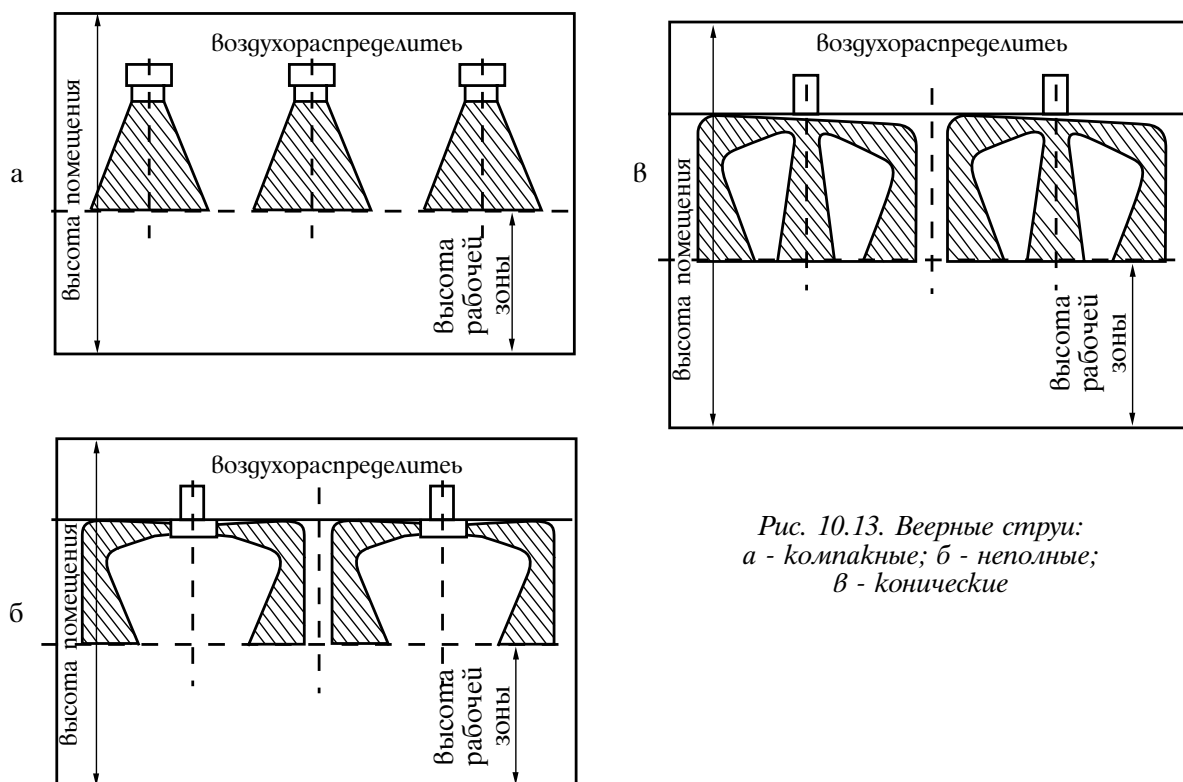 а
воздухораспределитеь
высота помещения
высота
рабочей
зоны
в
воздухораспределитеь
высота помещения
высота
рабочей
зоны
б
воздухораспределитеь
высота помещения
высота
рабочей
зоны
Рис. 10.13. Веерные струи:
а - компакные; б - неполные;
в - конические